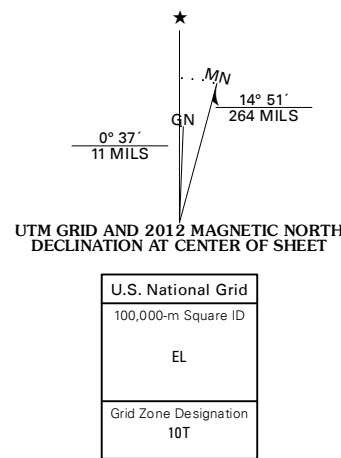 MN
GN
14° 51´
264 MILS
0° 37´
11 MILS
UTM GRID AND 2012 MAGNETIC NORTH
DECLINATION AT CENTER OF SHEET
U.S. National Grid
100,000-m Square ID
EL
Grid Zone Designation
10T